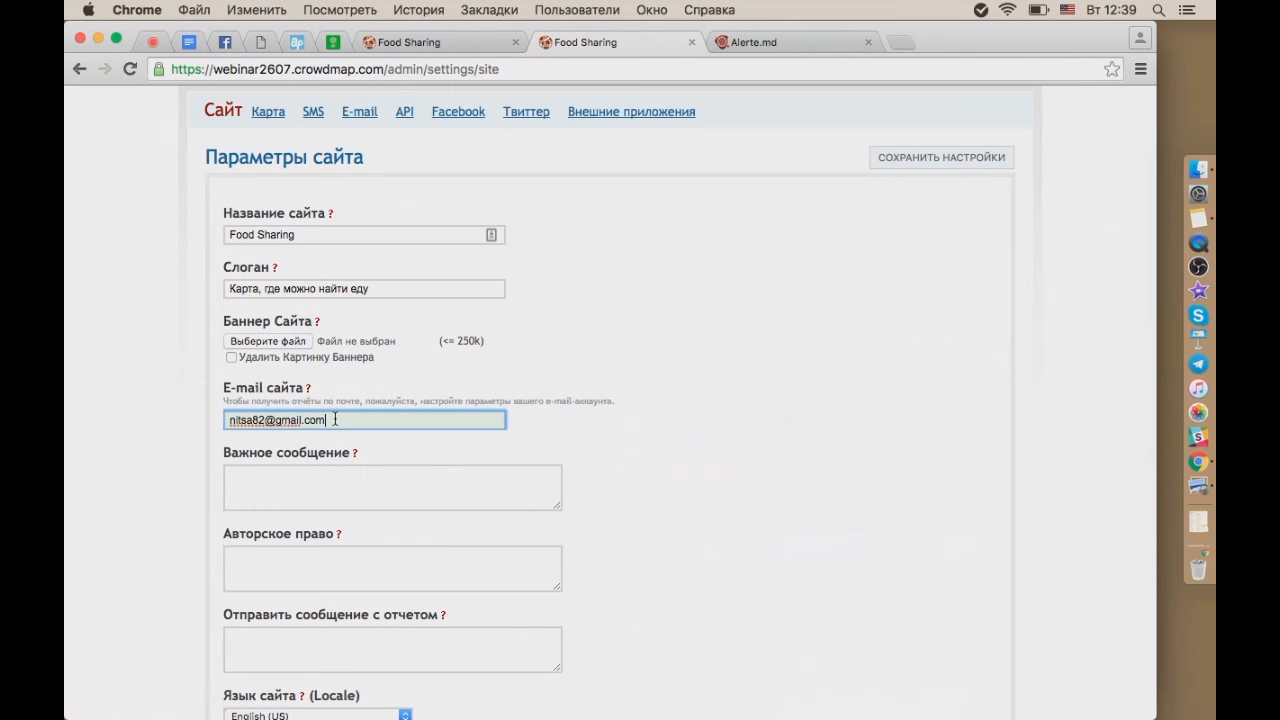 Chrome Файл Изменить Посмотреть История Закладки Пользователи Окно Справка Вт 12:39
Food Sharing Food Sharing Alerte.md
https://webinar2607.crowdmap.com/admin/settings/site
Сайт Карта SMS E-mail API Facebook Твиттер Внешние приложения
Параметры сайта СОХРАНИТЬ НАСТРОЙКИ
Название сайта ?
Food Sharing
Слоган ?
Карта, где можно найти еду
Баннер Сайта ?
Выберите файл Файл не выбран (<= 250k)
Удалить Картинку Баннера
E-mail сайта ?
Чтобы получить отчёты по почте, пожалуйста, настройте параметры вашего e-mail-аккаунта.
nitsa82@gmail.com
Важное сообщение ?
Авторское право ?
Отправить сообщение с отчетом ?
Язык сайта ? (Locale)
English (US)